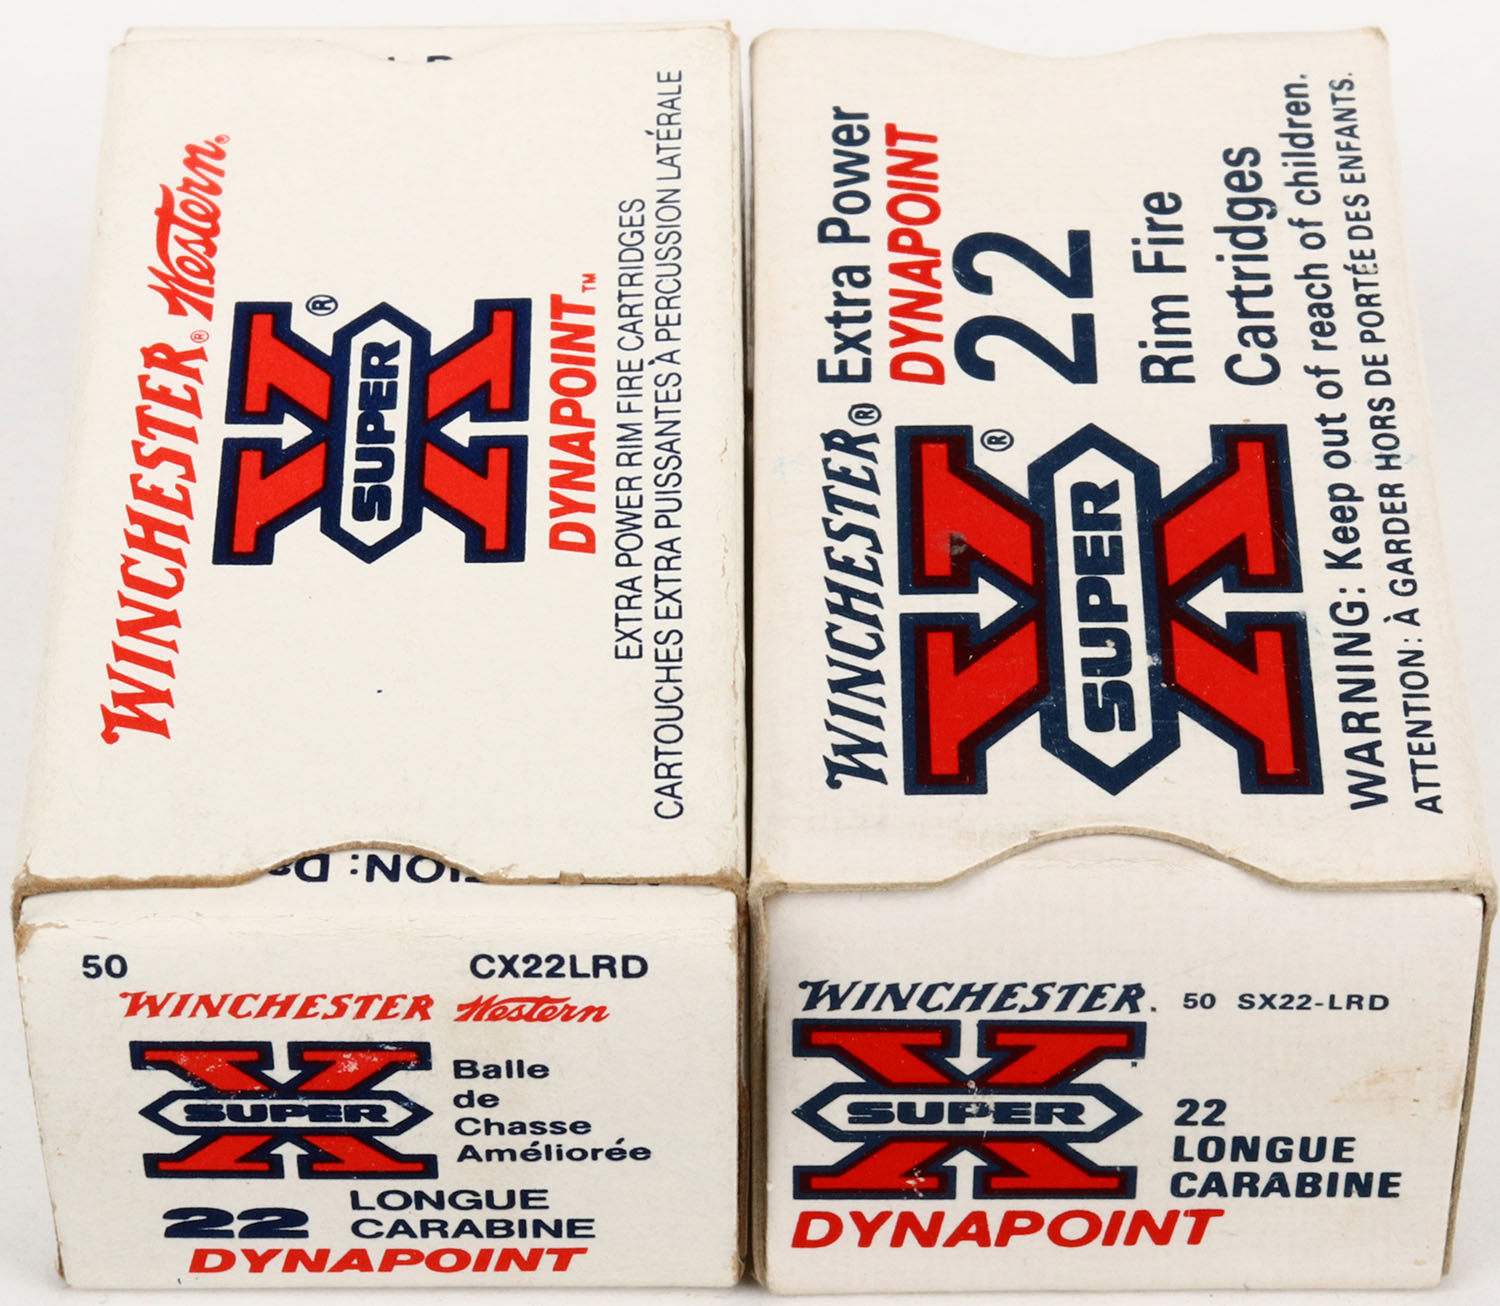 WINCHESTER® Western®
SUPER X ®
DYNAPOINT™
EXTRA POWER RIM FIRE CARTRIDGES
CARTOUCHES EXTRA PUISSANTES À PERCUSSION LATÉRALE
50 CX22LRD
WINCHESTER Western
SUPER X
Balle
de
Chasse
Améliorée
22 LONGUE
CARABINE
DYNAPOINT
WINCHESTER® Extra Power
DYNAPOINT
SUPER X ®
22
Rim Fire
Cartridges
WARNING: Keep out of reach of children.
ATTENTION: À GARDER HORS DE PORTÉE DES ENFANTS.
WINCHESTER. 50 SX22-LRD
SUPER X
22
LONGUE
CARABINE
DYNAPOINT